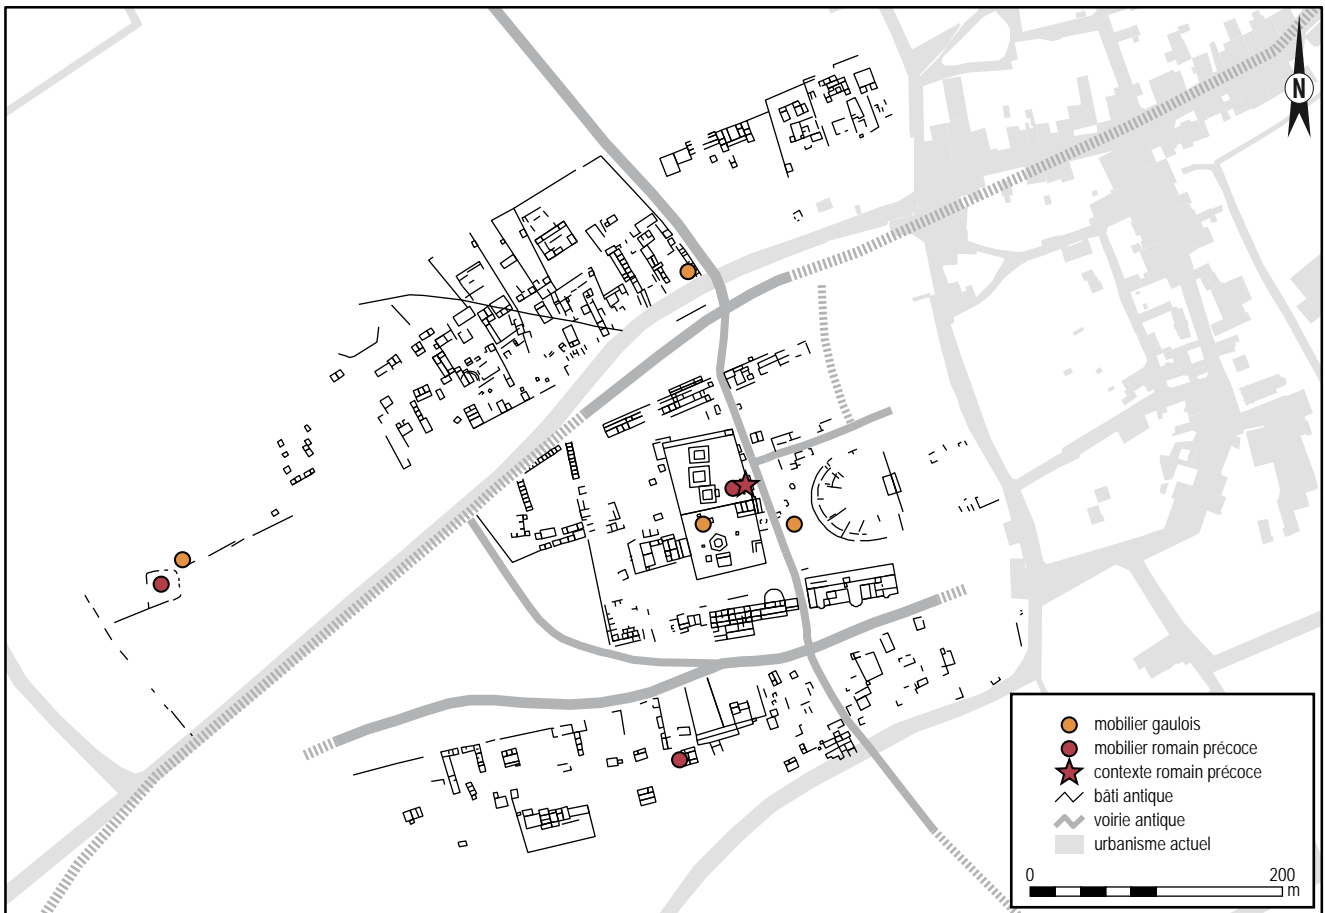 N
mobilier gaulois
mobilier romain précoce
contexte romain précoce
bâti antique
voirie antique
urbanisme actuel
0 200
m